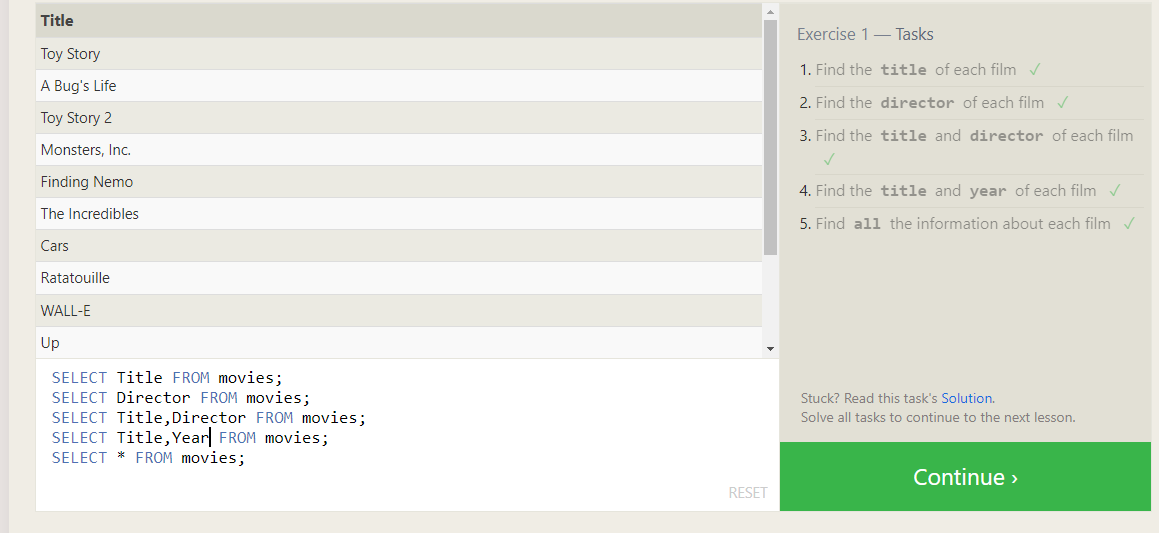 Title
Toy Story
A Bug's Life
Toy Story 2
Monsters, Inc.
Finding Nemo
The Incredibles
Cars
Ratatouille
WALL-E
Up
SELECT Title FROM movies;
SELECT Director FROM movies;
SELECT Title,Director FROM movies;
SELECT Title,Year FROM movies;
SELECT * FROM movies;
RESET
Exercise 1 — Tasks
1. Find the title of each film ✓
2. Find the director of each film ✓
3. Find the title and director of each film
✓
4. Find the title and year of each film ✓
5. Find all the information about each film ✓
Stuck? Read this task's Solution.
Solve all tasks to continue to the next lesson.
Continue ›